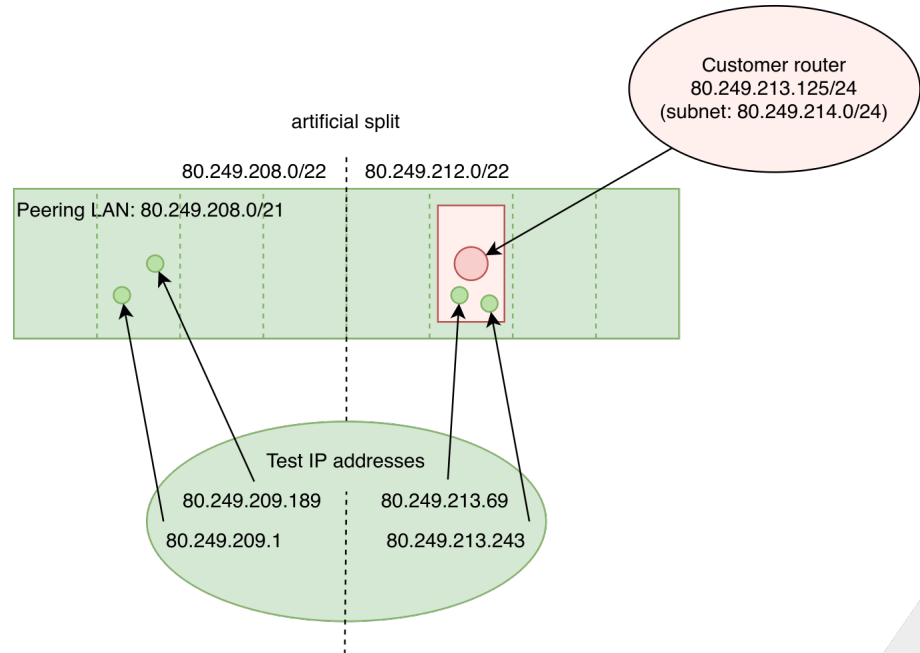 Customer router
80.249.213.125/24
(subnet: 80.249.214.0/24)
artificial split
80.249.208.0/22
80.249.212.0/22
Peering LAN: 80.249.208.0/21
Test IP addresses
80.249.209.189
80.249.213.69
80.249.209.1
80.249.213.243